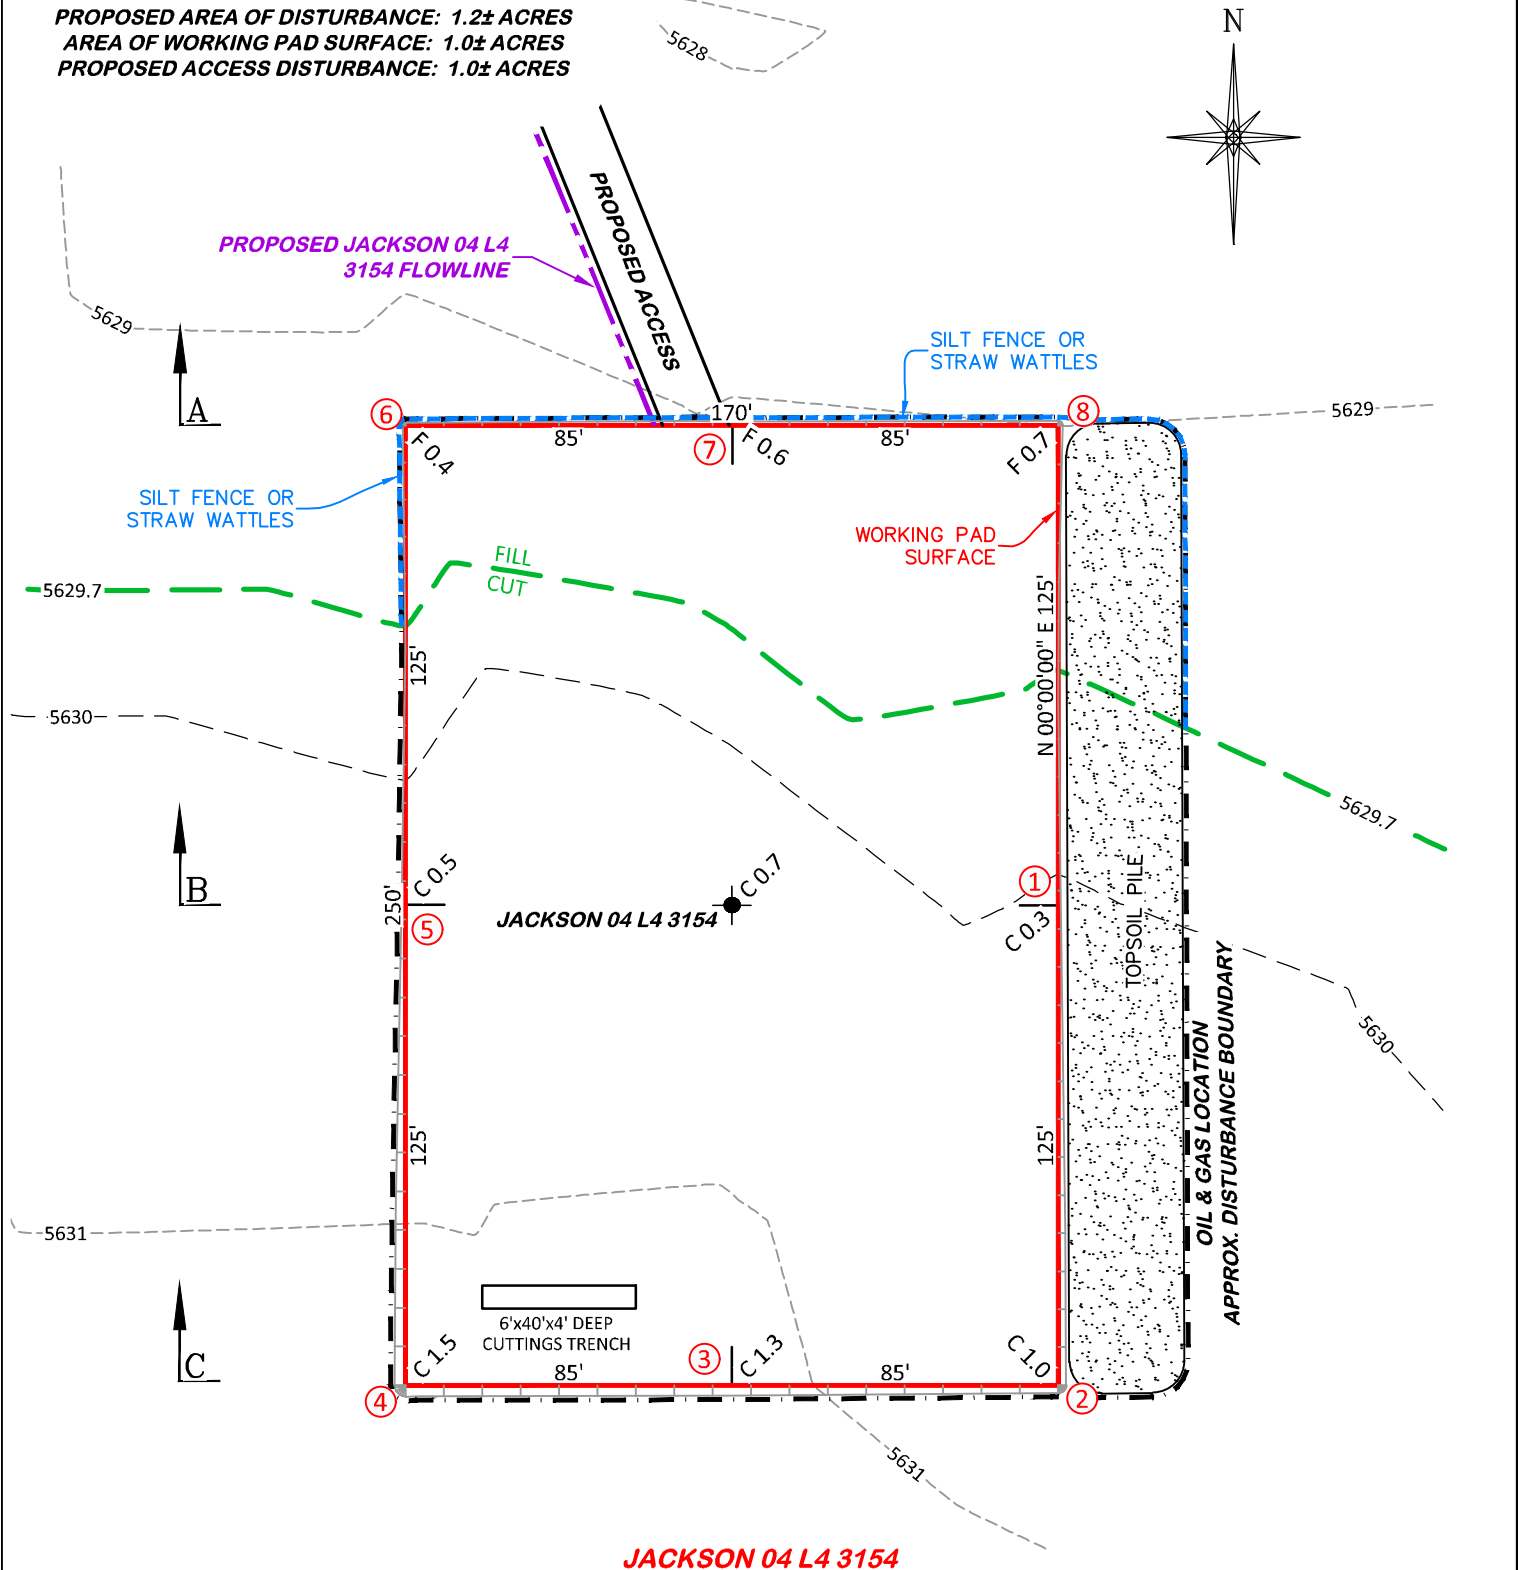 PROPOSED AREA OF DISTURBANCE: 1.2± ACRES
AREA OF WORKING PAD SURFACE: 1.0± ACRES
PROPOSED ACCESS DISTURBANCE: 1.0± ACRES
5628
N
PROPOSED ACCESS
PROPOSED JACKSON 04 L4
3154 FLOWLINE
5629
SILT FENCE OR
STRAW WATTLES
A
6
170'
8
5629
F 0.4
85'
7
F 0.6
85'
F 0.7
SILT FENCE OR
STRAW WATTLES
WORKING PAD
SURFACE
FILL
CUT
5629.7
125'
N 00°00'00" E 125'
5630
5629.7
B
C 0.5
250'
5
JACKSON 04 L4 3154
C 0.7
1
C 0.3
TOPSOIL PILE
5630
OIL & GAS LOCATION
APPROX. DISTURBANCE BOUNDARY
125'
125'
5631
6'x40'x4' DEEP
CUTTINGS TRENCH
C
C 1.5
85'
3
C 1.3
85'
C 1.0
4
2
5631
JACKSON 04 L4 3154